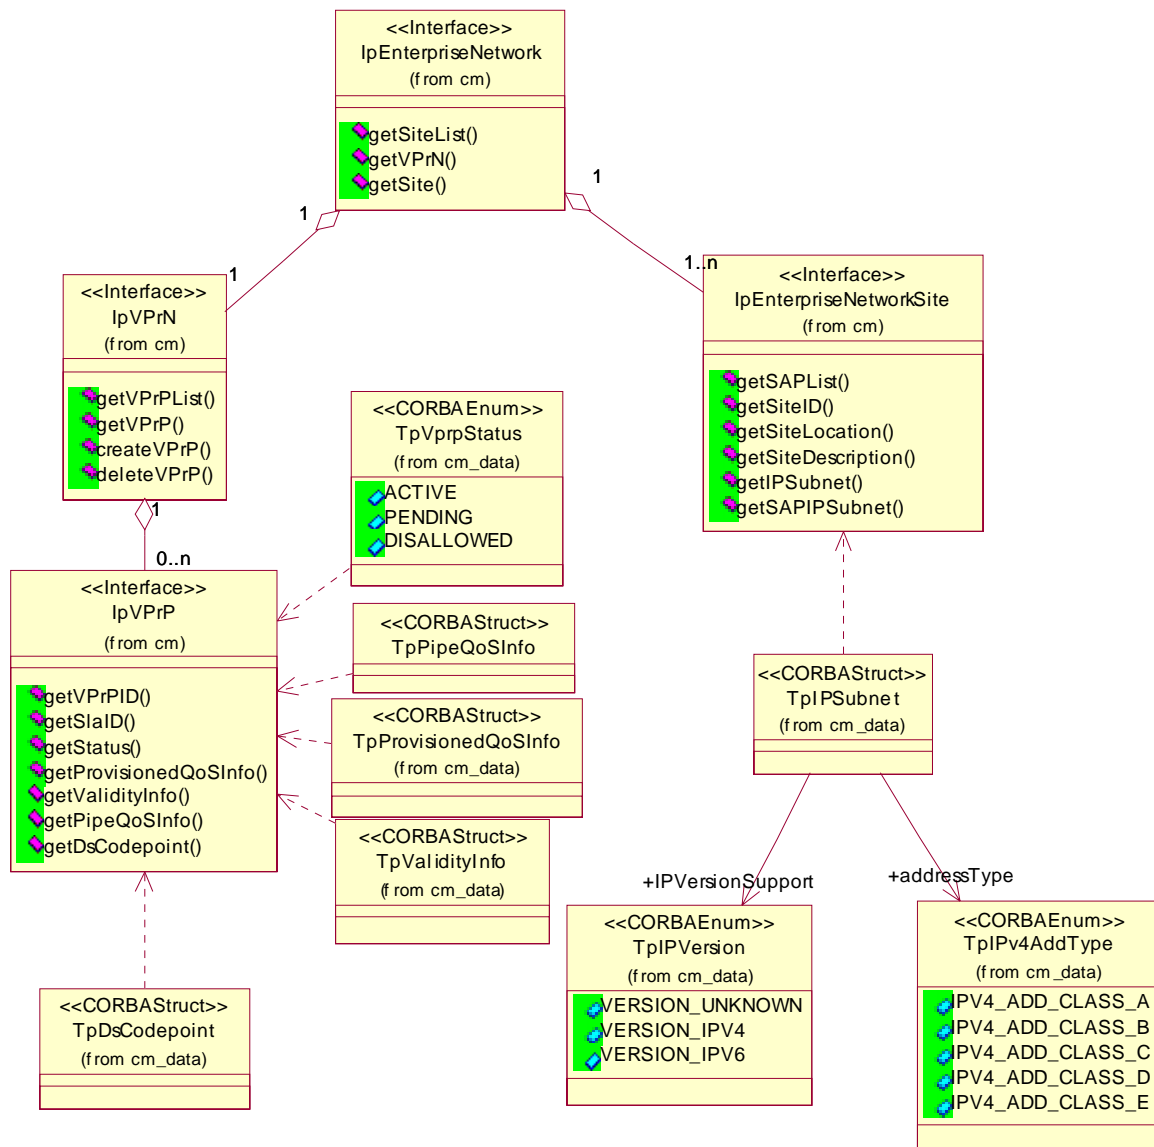 <<Interface>>
IpEnterpriseNetwork
(from cm)
getSiteList()
getVPrN()
getSite()
1
1
1
1..n
<<Interface>>
IpVPrN
(from cm)
getVPrPList()
getVPrP()
createVPrP()
deleteVPrP()
1
0..n
<<Interface>>
IpEnterpriseNetworkSite
(from cm)
getSAPList()
getSiteID()
getSiteLocation()
getSiteDescription()
getIPSubnet()
getSAPIPSubnet()
<<CORBAEnum>>
TpVprpStatus
(from cm_data)
ACTIVE
PENDING
DISALLOWED
<<Interface>>
IpVPrP
(from cm)
getVPrPID()
getSlaID()
getStatus()
getProvisionedQoSInfo()
getValidityInfo()
getPipeQoSInfo()
getDsCodepoint()
<<CORBAStruct>>
TpPipeQoSInfo
<<CORBAStruct>>
TpProvisionedQoSInfo
(from cm_data)
<<CORBAStruct>>
TpValidityInfo
(from cm_data)
<<CORBAStruct>>
TpIPSubnet
(from cm_data)
+IPVersionSupport
+addressType
<<CORBAEnum>>
TpIPVersion
(from cm_data)
VERSION_UNKNOWN
VERSION_IPV4
VERSION_IPV6
<<CORBAEnum>>
TpIPv4AddType
(from cm_data)
IPV4_ADD_CLASS_A
IPV4_ADD_CLASS_B
IPV4_ADD_CLASS_C
IPV4_ADD_CLASS_D
IPV4_ADD_CLASS_E
<<CORBAStruct>>
TpDsCodepoint
(from cm_data)